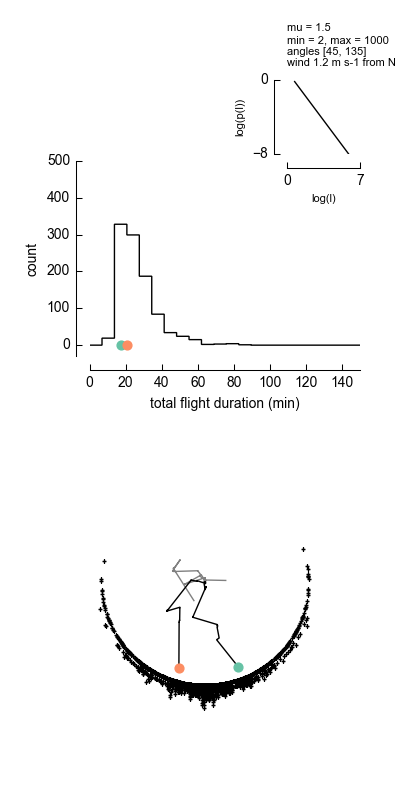 mu = 1.5
min = 2, max = 1000
angles [45, 135]
wind 1.2 m s-1 from N
0
log(p(l))
−8
0 7
log(l)
500
400
300
count
200
100
0
0 20 40 60 80 100 120 140
total flight duration (min)